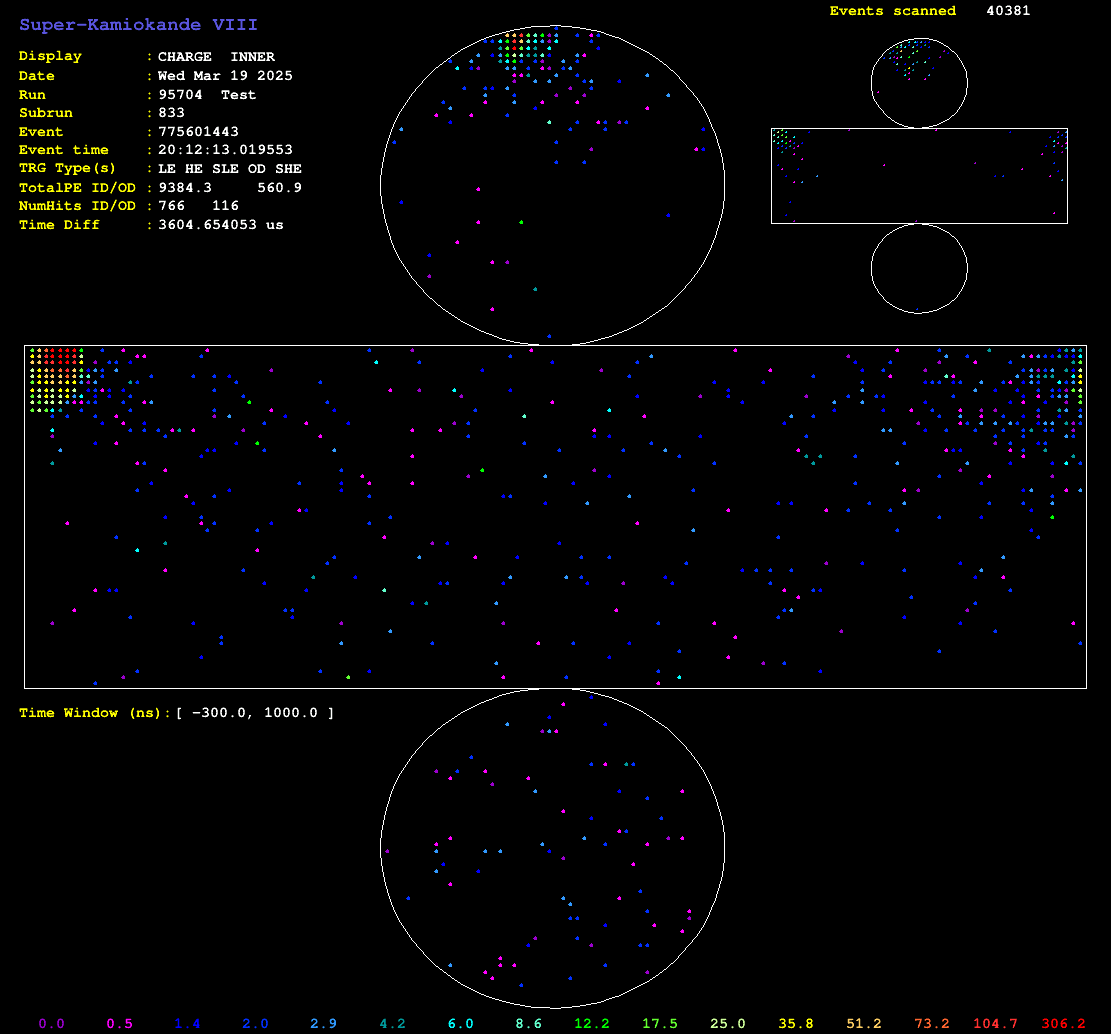 Super-Kamiokande VIII
Events scanned 40381
Display : CHARGE INNER
Date : Wed Mar 19 2025
Run : 95704 Test
Subrun : 833
Event : 775601443
Event time : 20:12:13.019553
TRG Type(s) : LE HE SLE OD SHE
TotalPE ID/OD : 9384.3 560.9
NumHits ID/OD : 766 116
Time Diff : 3604.654053 us
Time Window (ns):[ -300.0, 1000.0 ]
0.0 0.5 1.4 2.0 2.9 4.2 6.0 8.6 12.2 17.5 25.0 35.8 51.2 73.2 104.7 306.2